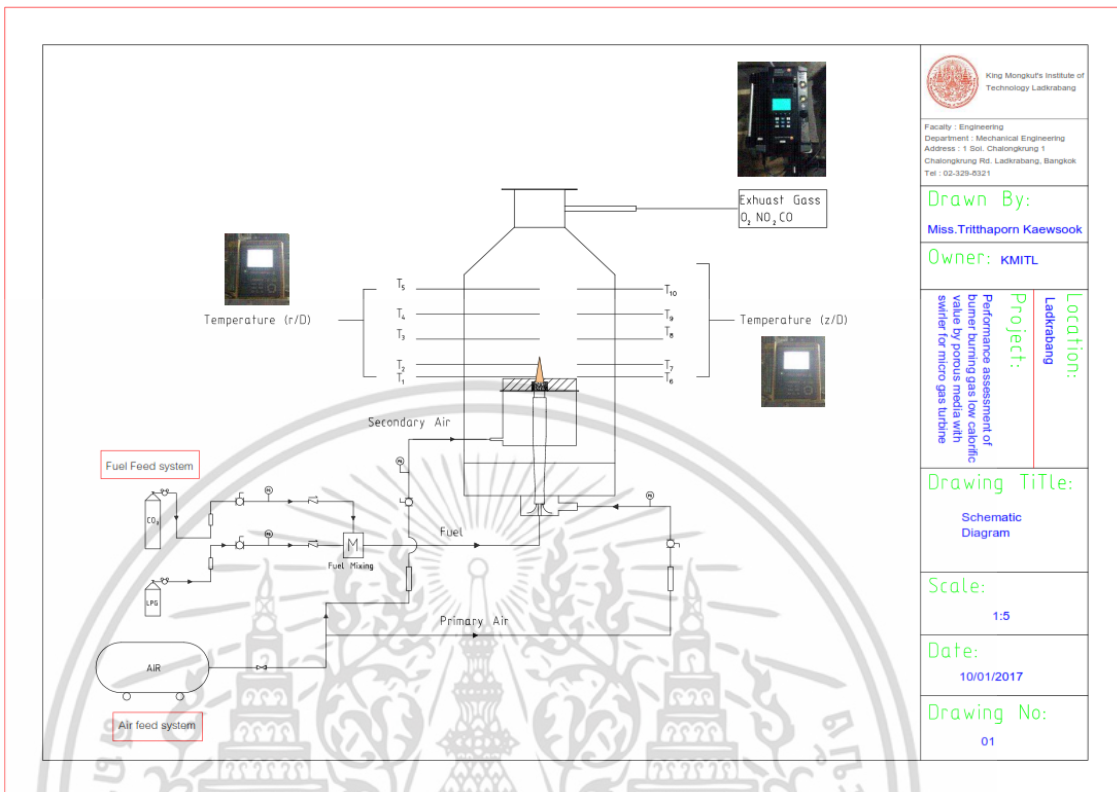 Exhuast Gass
O₂ NO₂ CO
T₅
T₄
T₃
T₂
T₁
Temperature (r/D)
T₁₀
T₉
T₈
T₇
T₆
Temperature (z/D)
Secondary Air
Fuel Feed system
CO₂
LPG
M
Fuel Mixing
Fuel
Primary Air
AIR
Air feed system
King Mongkut's Institute of
Technology Ladkrabang
Facalty : Engineering
Department : Mechanical Engineering
Address : 1 Soi. Chalongkrung 1
Chalongkrung Rd. Ladkrabang, Bangkok
Tel : 02-329-8321
Drawn By:
Miss.Tritthaporn Kaewsook
Owner: KMITL
Location:
Ladkrabang
Project:
Performance assessment of
burner burning gas low calorific
value by porous media with
swirler for micro gas turbine
Drawing TiTle:
Schematic
Diagram
Scale:
1:5
Date:
10/01/2017
Drawing No:
01